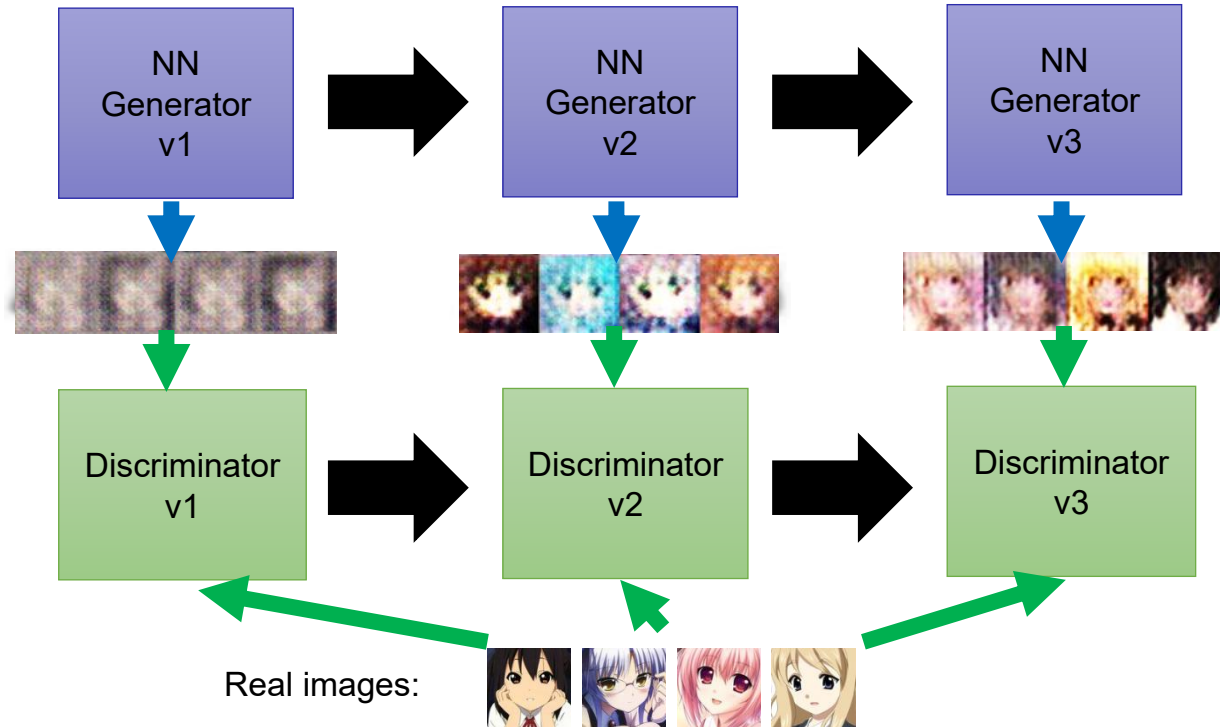 NN
Generator
v1
NN
Generator
v2
NN
Generator
v3
Discriminator
v1
Discriminator
v2
Discriminator
v3
Real images: